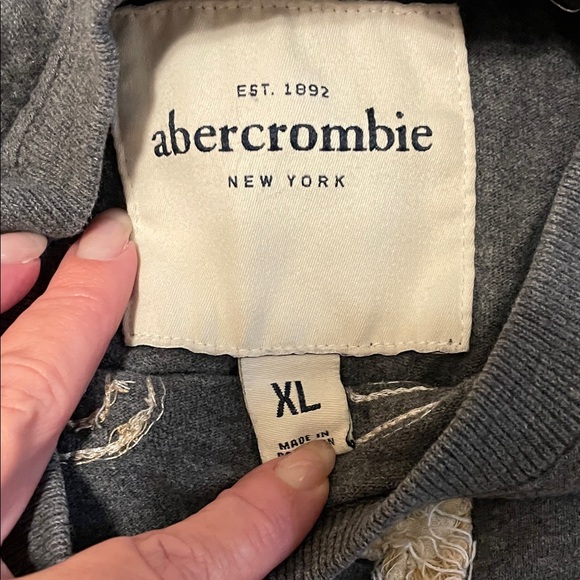 EST. 1892
abercrombie
NEW YORK
XL
MADE IN